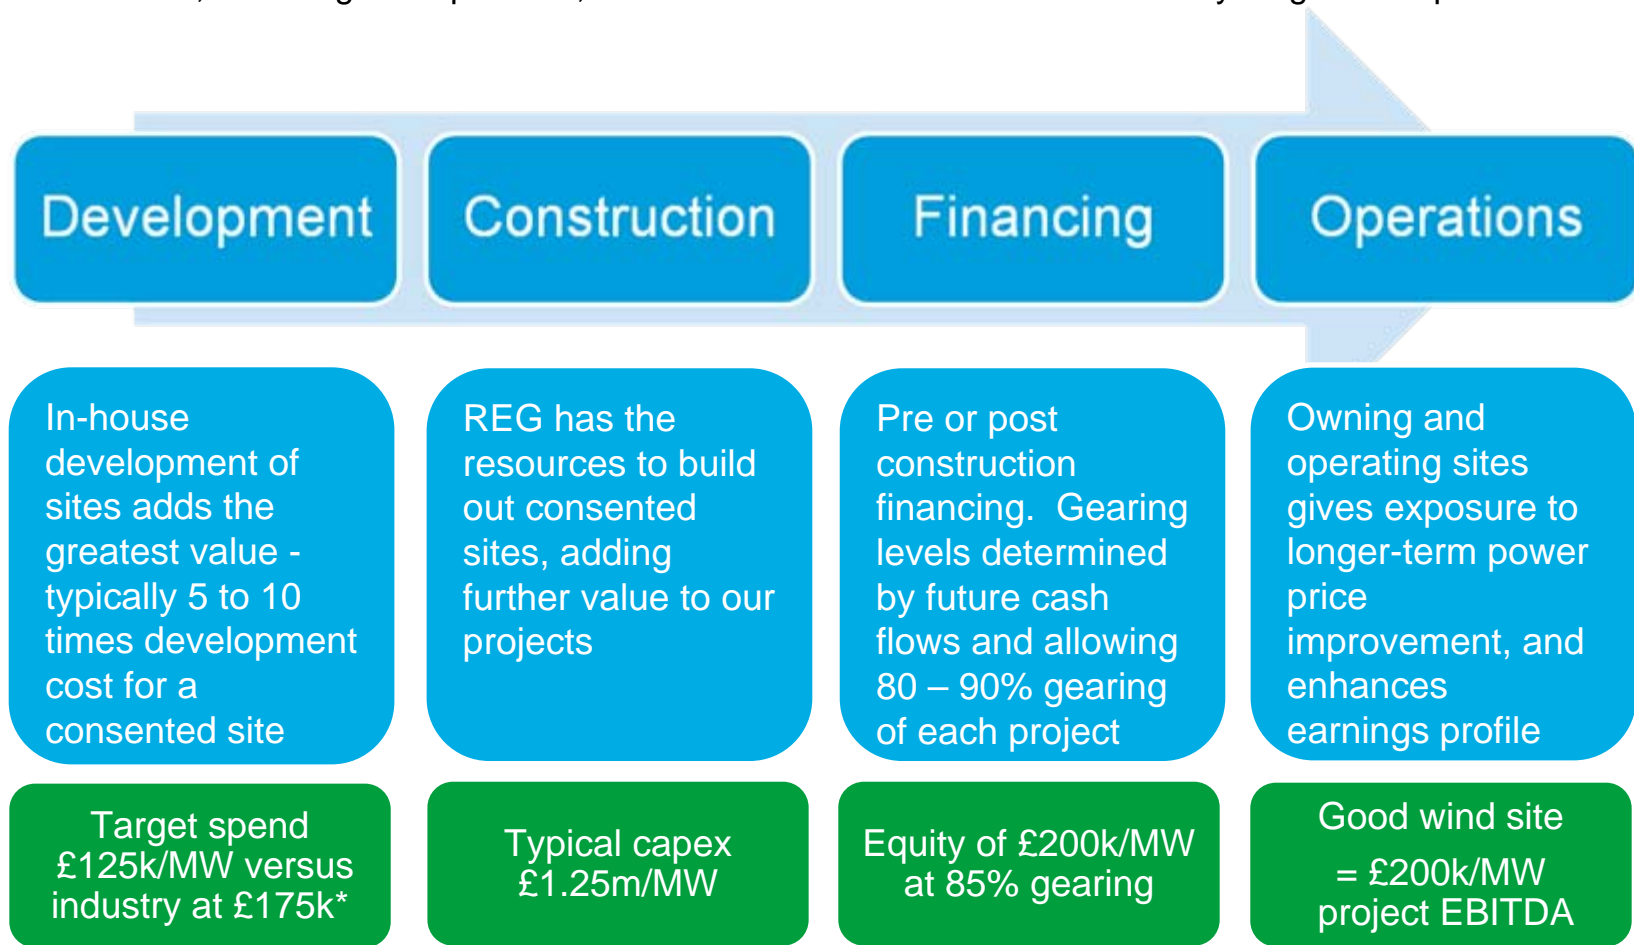 Development
Construction
Financing
Operations
In-house
development of
sites adds the
greatest value -
typically 5 to 10
times development
cost for a
consented site
REG has the
resources to build
out consented
sites, adding
further value to our
projects
Pre or post
construction
financing.  Gearing
levels determined
by future cash
flows and allowing
80 – 90% gearing
of each project
Owning and
operating sites
gives exposure to
longer-term power
price
improvement, and
enhances
earnings profile
Target spend
£125k/MW versus
industry at £175k*
Typical capex
£1.25m/MW
Equity of £200k/MW
at 85% gearing
Good wind site
= £200k/MW
project EBITDA